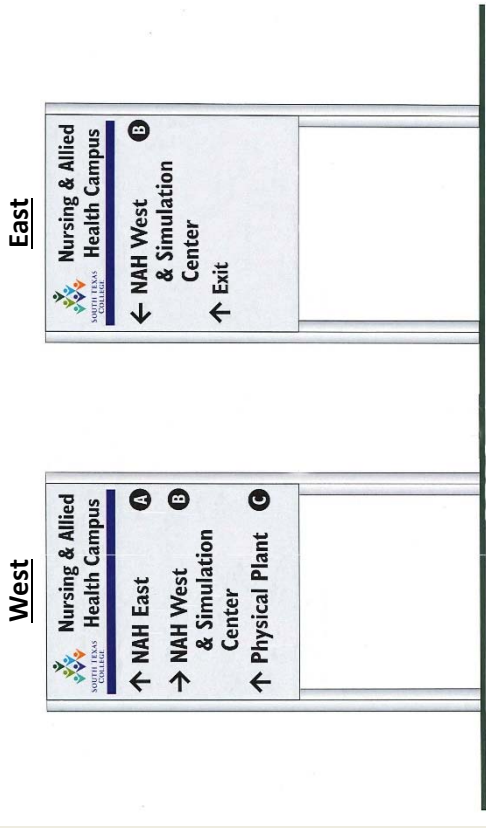 West
SOUTH TEXAS
COLLEGE
Nursing & Allied
Health Campus
NAH East A
NAH West B
& Simulation
Center
Physical Plant C
East
SOUTH TEXAS
COLLEGE
Nursing & Allied
Health Campus
NAH West B
& Simulation
Center
Exit